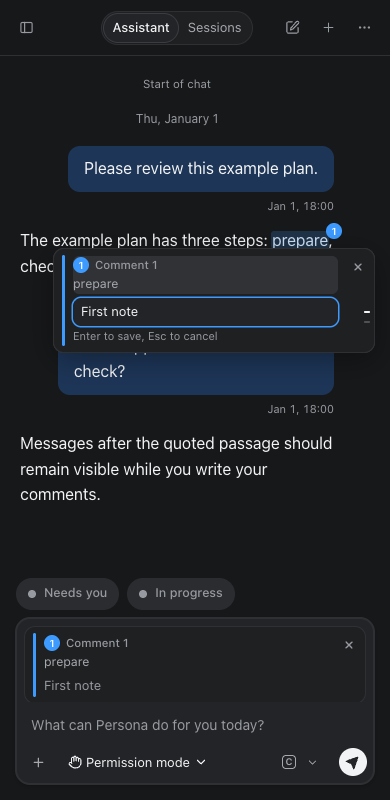 Assistant
Sessions
Start of chat
Thu, January 1
Please review this example plan.
Jan 1, 18:00
The example plan has three steps: prepare,
1
chec
1 Comment 1
prepare
First note
Enter to save, Esc to cancel
check?
Jan 1, 18:00
Messages after the quoted passage should
remain visible while you write your
comments.
Needs you
In progress
1 Comment 1
prepare
First note
What can Persona do for you today?
Permission mode
C